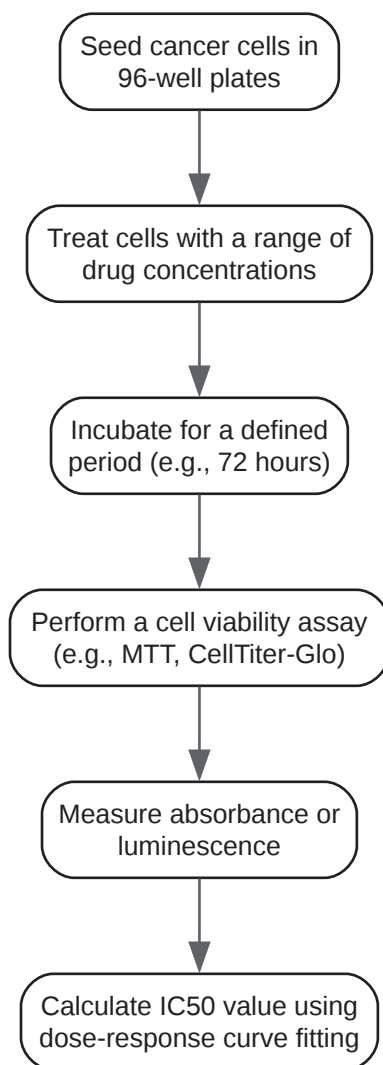 Seed cancer cells in
96-well plates
Treat cells with a range of
drug concentrations
Incubate for a defined
period (e.g., 72 hours)
Perform a cell viability assay
(e.g., MTT, CellTiter-Glo)
Measure absorbance or
luminescence
Calculate IC50 value using
dose-response curve fitting